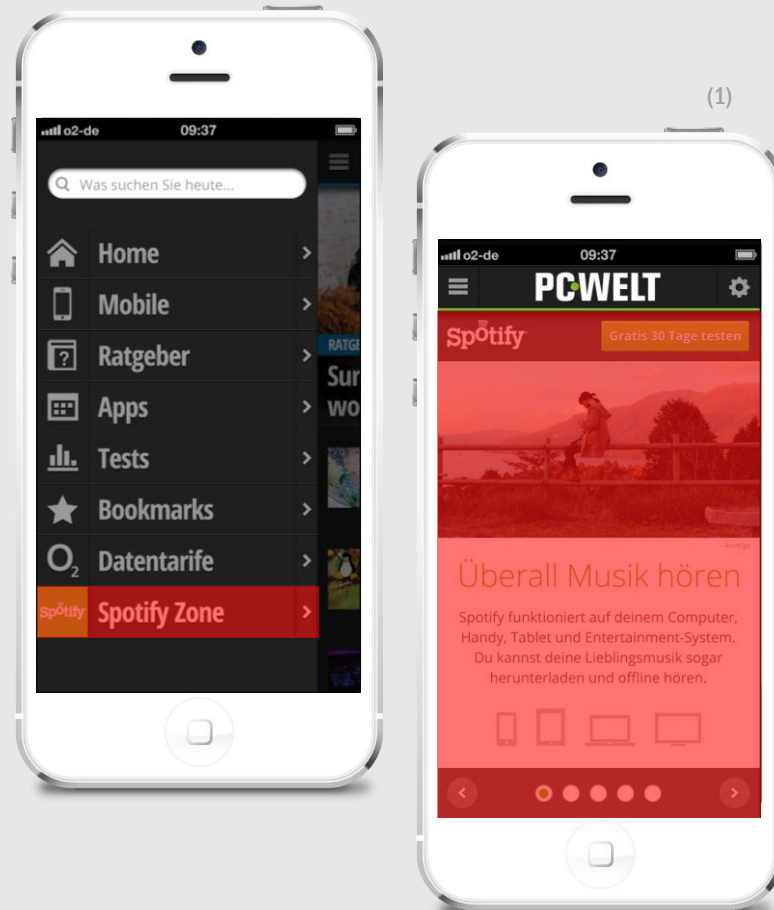 (1)
o2-de 09:37
Was suchen Sie heute...
Home
Mobile
Ratgeber
Apps
Tests
Bookmarks
O2 Datentarife
Spotify Spotify Zone
RATGE
Sur
wo
o2-de 09:37
PCWELT
Spotify Gratis 30 Tage testen
-Anzeige-
Überall Musik hören
Spotify funktioniert auf deinem Computer,
Handy, Tablet und Entertainment-System.
Du kannst deine Lieblingsmusik sogar
herunterladen und offline hören.